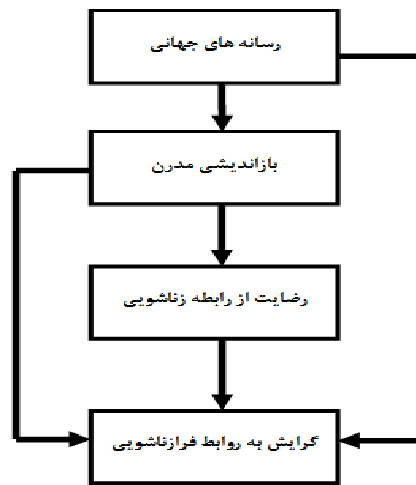 رسانه های جهانی
بازاندیشی مدرن
رضایت از رابطه زناشویی
گرایش به روابط فرازناشویی